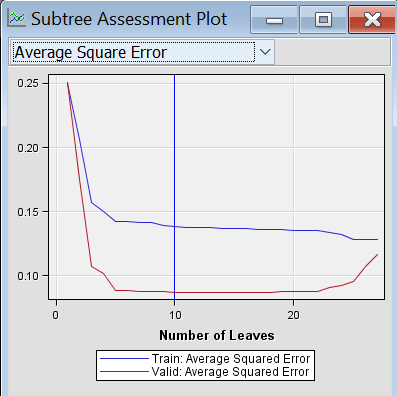 Subtree Assessment Plot
Average Square Error
0.25
0.20
0.15
0.10
0 10 20
Number of Leaves
Train: Average Squared Error
Valid: Average Squared Error